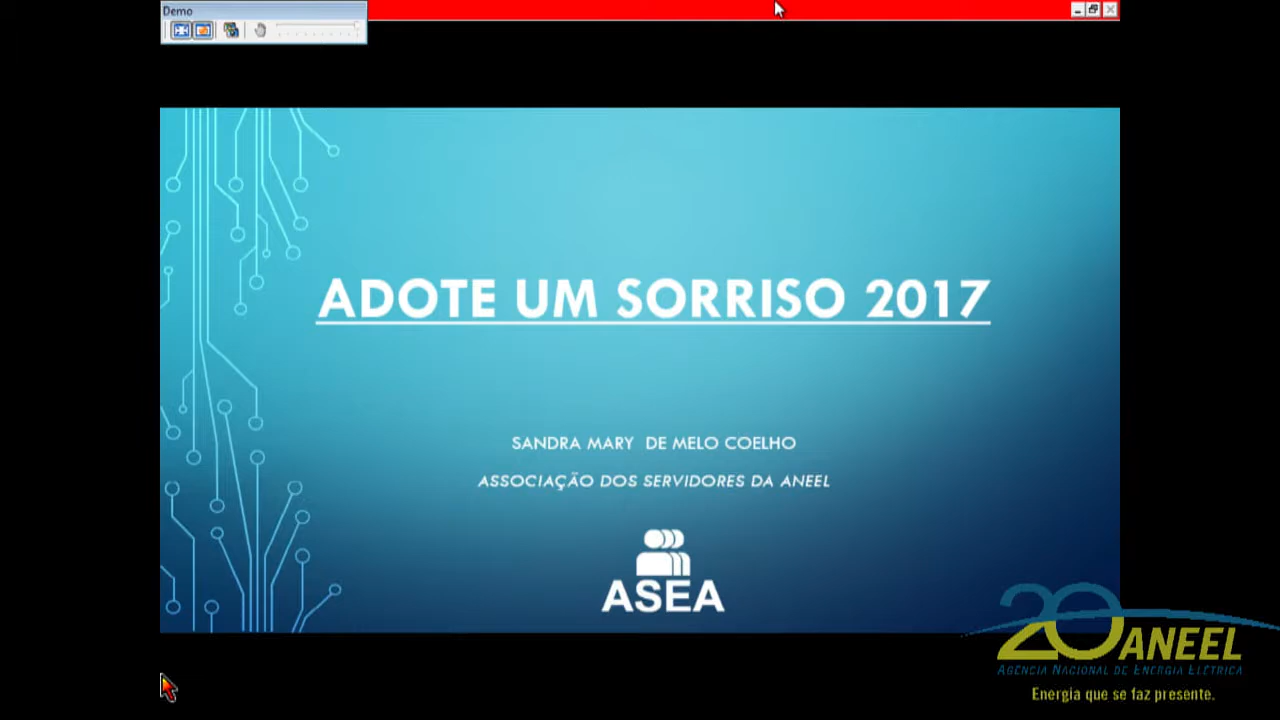 Demo
ADOTE UM SORRISO 2017
SANDRA MARY DE MELO COELHO
ASSOCIAÇÃO DOS SERVIDORES DA ANEEL
ASEA
20 ANEEL
AGÊNCIA NACIONAL DE ENERGIA ELÉTRICA
Energia que se faz presente.